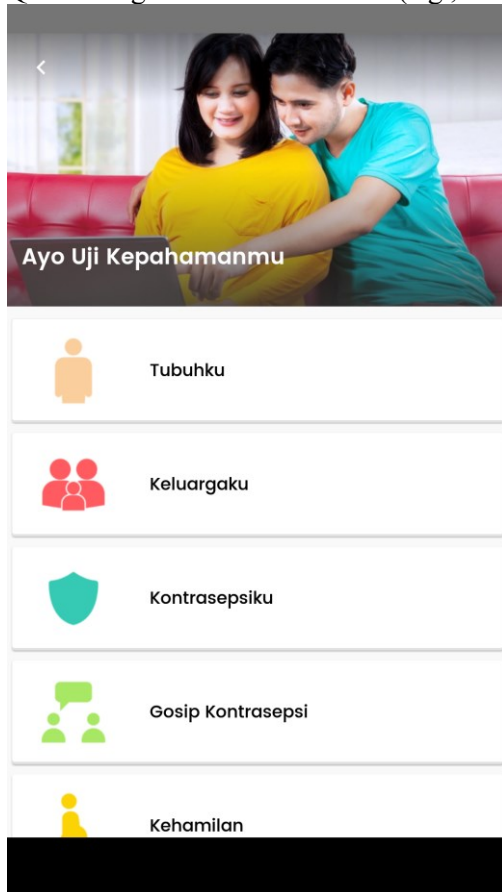 Ayo Uji Kepahamanmu
Tubuhku
Keluargaku
Kontrasepsiku
Gosip Kontrasepsi
Kehamilan